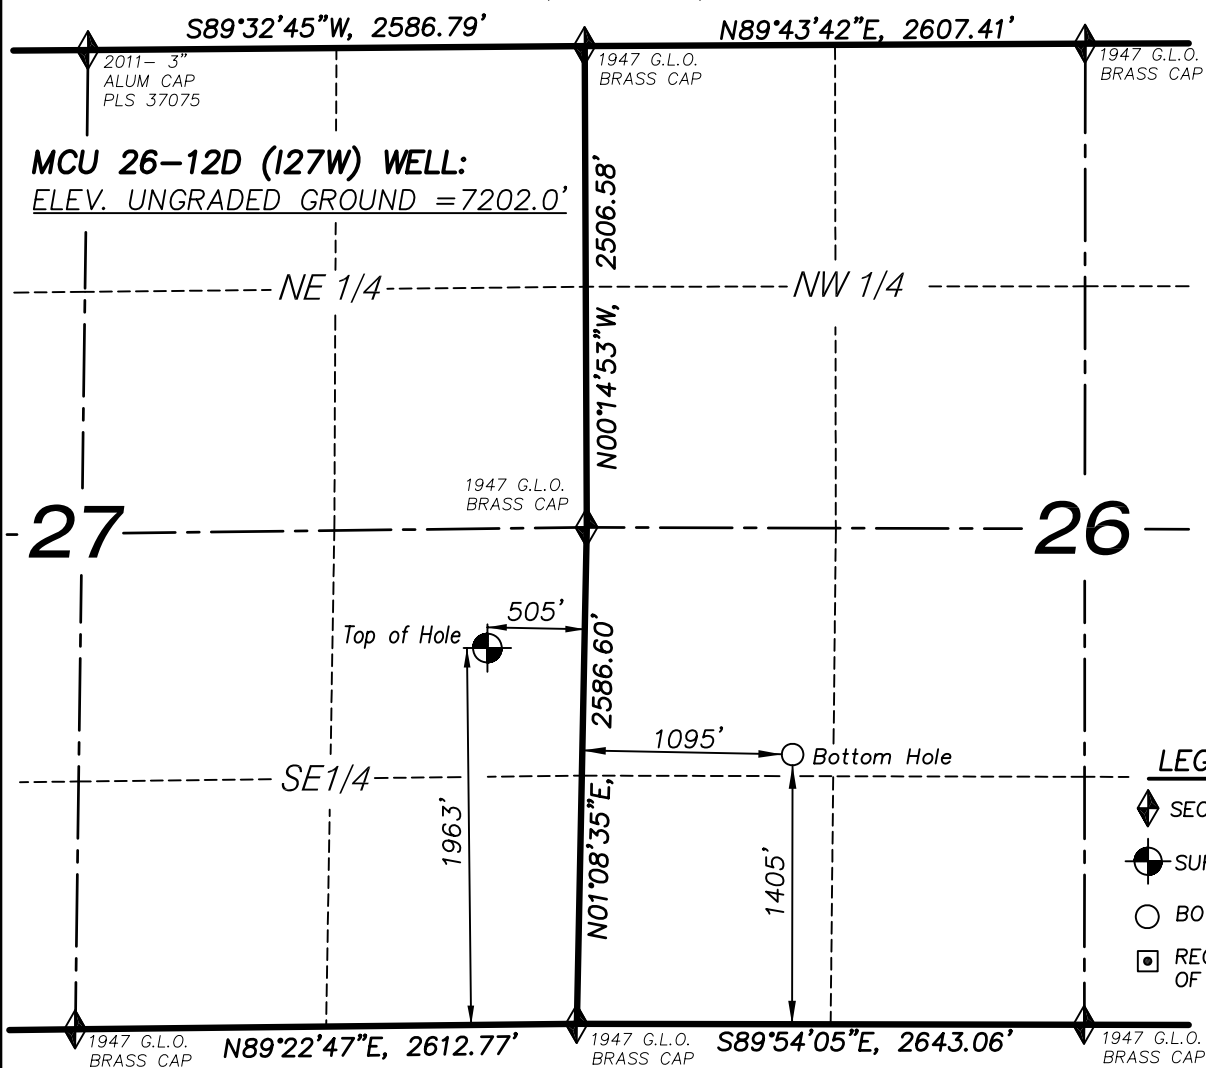 S89°32'45"W, 2586.79'
N89°43'42"E, 2607.41'
2011- 3"
ALUM CAP
PLS 37075
1947 G.L.O.
BRASS CAP
1947 G.L.O.
BRASS CAP
MCU 26-12D (I27W) WELL:
ELEV. UNGRADED GROUND =7202.0'
N00°14'53"W, 2506.58'
NE 1/4
NW 1/4
1947 G.L.O.
BRASS CAP
27
26
505'
Top of Hole
N01°08'35"E, 2586.60'
1095'
Bottom Hole
SE1/4
1963'
1405'
1947 G.L.O.
BRASS CAP
N89°22'47"E, 2612.77'
1947 G.L.O.
BRASS CAP
S89°54'05"E, 2643.06'
1947 G.L.O.
BRASS CAP
OF